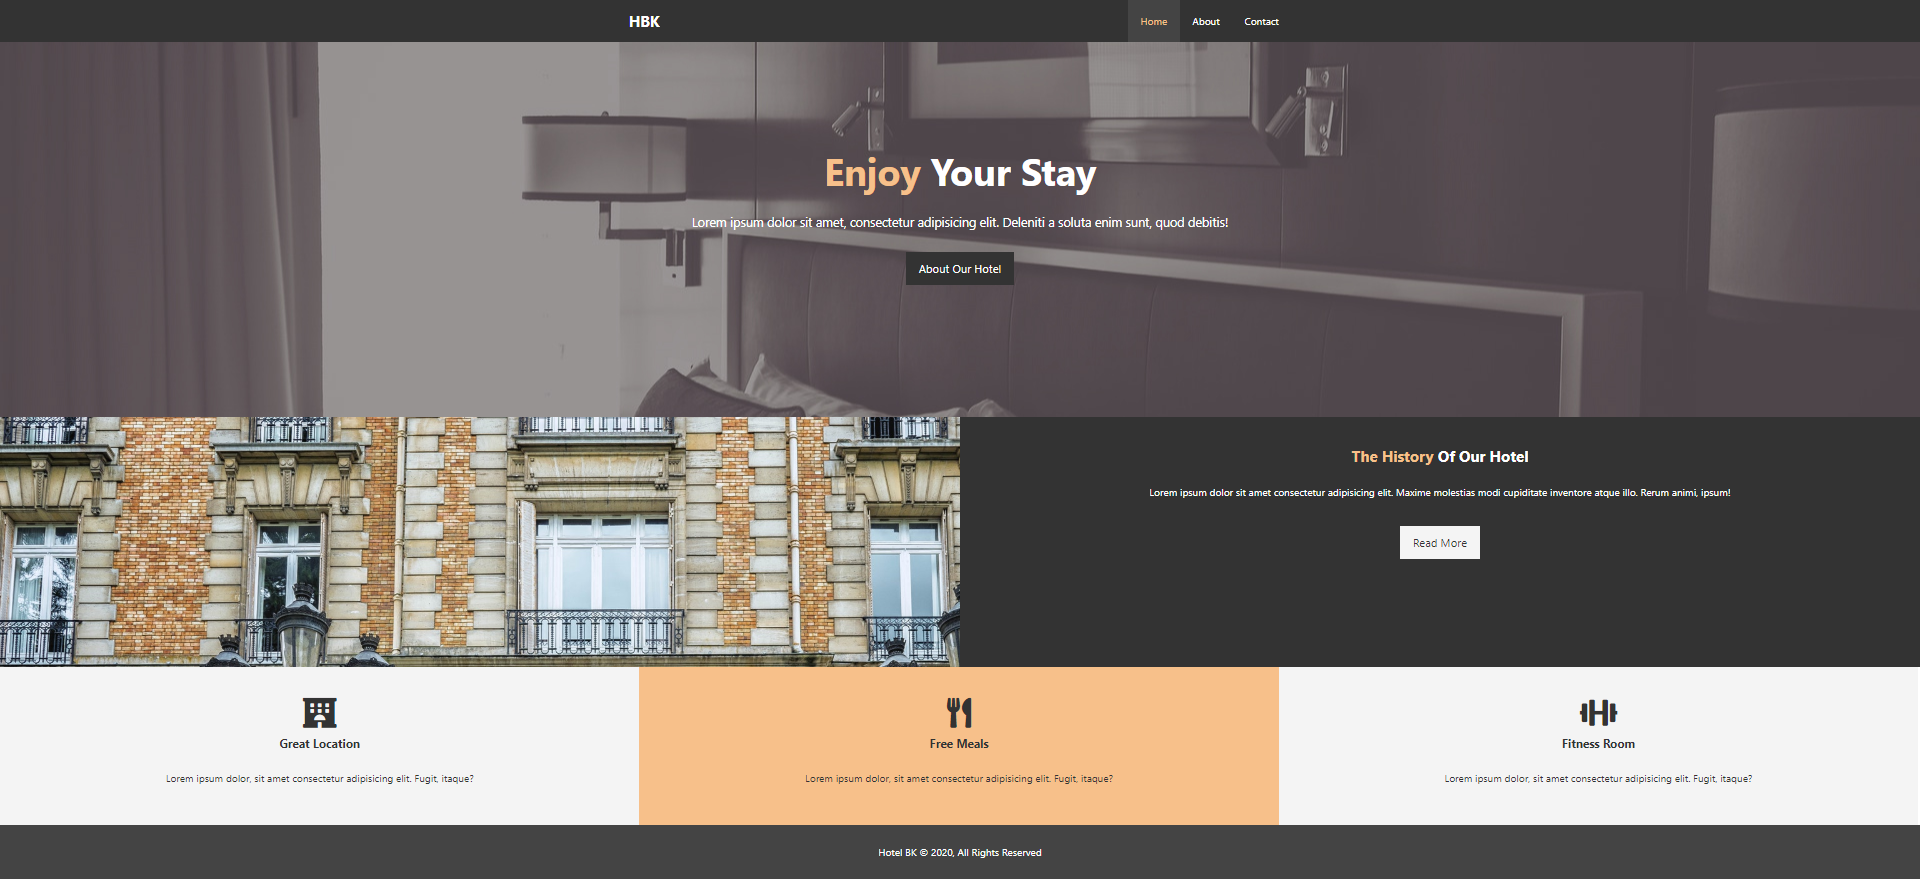 HBK
Home About Contact
Enjoy Your Stay
Lorem ipsum dolor sit amet, consectetur adipisicing elit. Deleniti a soluta enim sunt, quod debitis!
About Our Hotel
The History Of Our Hotel
Lorem ipsum dolor sit amet consectetur adipisicing elit. Maxime molestias modi cupiditate inventore atque illo. Rerum animi, ipsum!
Read More
Great Location
Lorem ipsum dolor, sit amet consectetur adipisicing elit. Fugit, itaque?
Free Meals
Lorem ipsum dolor, sit amet consectetur adipisicing elit. Fugit, itaque?
Fitness Room
Lorem ipsum dolor, sit amet consectetur adipisicing elit. Fugit, itaque?
Hotel BK © 2020, All Rights Reserved